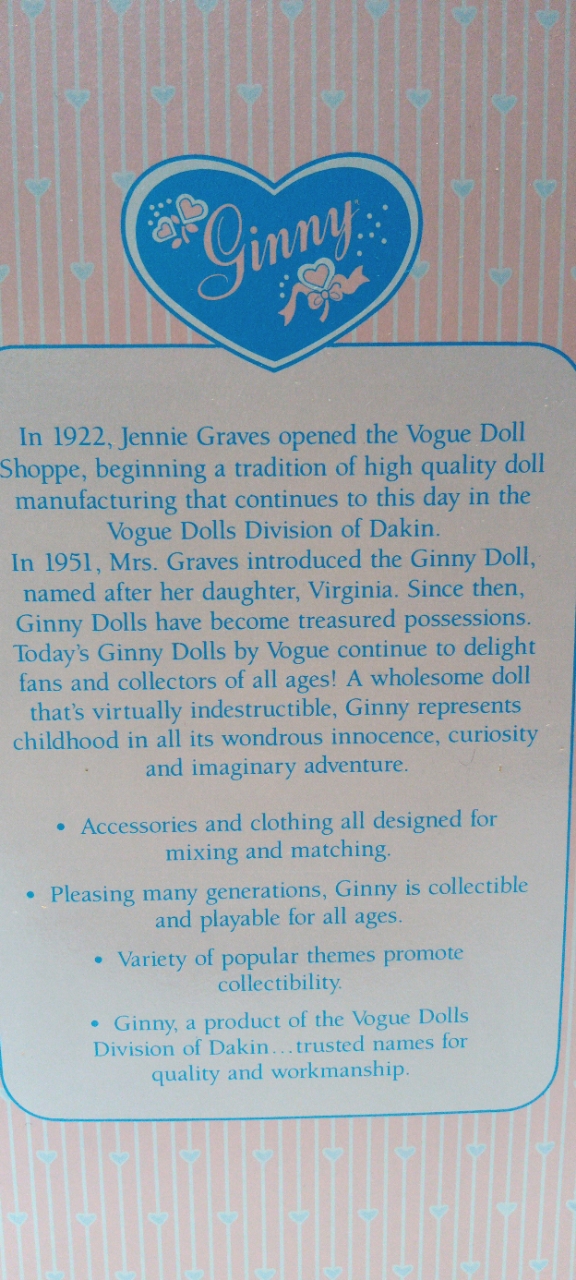 Ginny
In 1922, Jennie Graves opened the Vogue Doll
Shoppe, beginning a tradition of high quality doll
manufacturing that continues to this day in the
Vogue Dolls Division of Dakin.
In 1951, Mrs. Graves introduced the Ginny Doll,
named after her daughter, Virginia. Since then,
Ginny Dolls have become treasured possessions.
Today's Ginny Dolls by Vogue continue to delight
fans and collectors of all ages! A wholesome doll
that's virtually indestructible, Ginny represents
childhood in all its wondrous innocence, curiosity
and imaginary adventure.
• Accessories and clothing all designed for
mixing and matching.
• Pleasing many generations, Ginny is collectible
and playable for all ages.
• Variety of popular themes promote
collectibility.
• Ginny, a product of the Vogue Dolls
Division of Dakin...trusted names for
quality and workmanship.